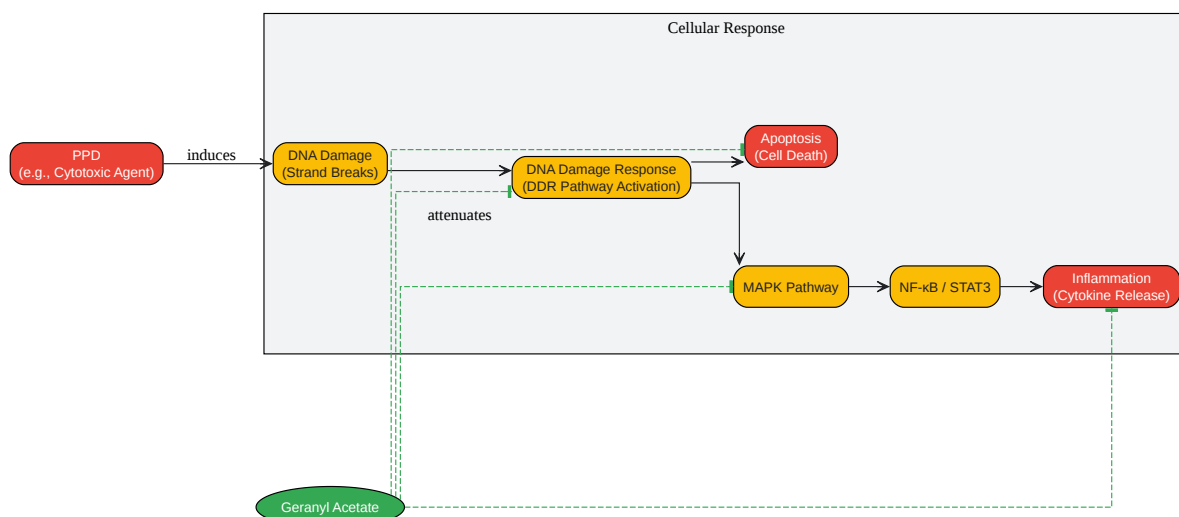 Cellular Response
PPD
(e.g., Cytotoxic Agent)
induces
DNA Damage
(Strand Breaks)
DNA Damage Response
(DDR Pathway Activation)
Apoptosis
(Cell Death)
attenuates
MAPK Pathway
NF-κB / STAT3
Inflammation
(Cytokine Release)
Geranyl Acetate